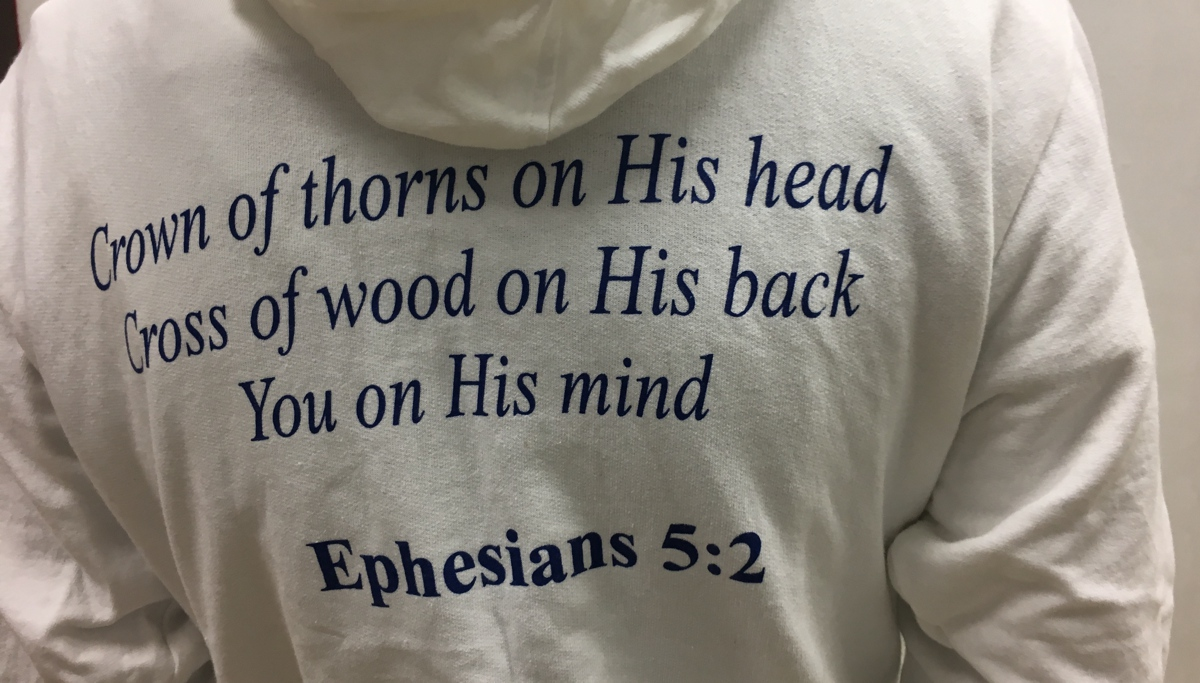 Crown of thorns on His head
Cross of wood on His back
You on His mind
Ephesians 5:2